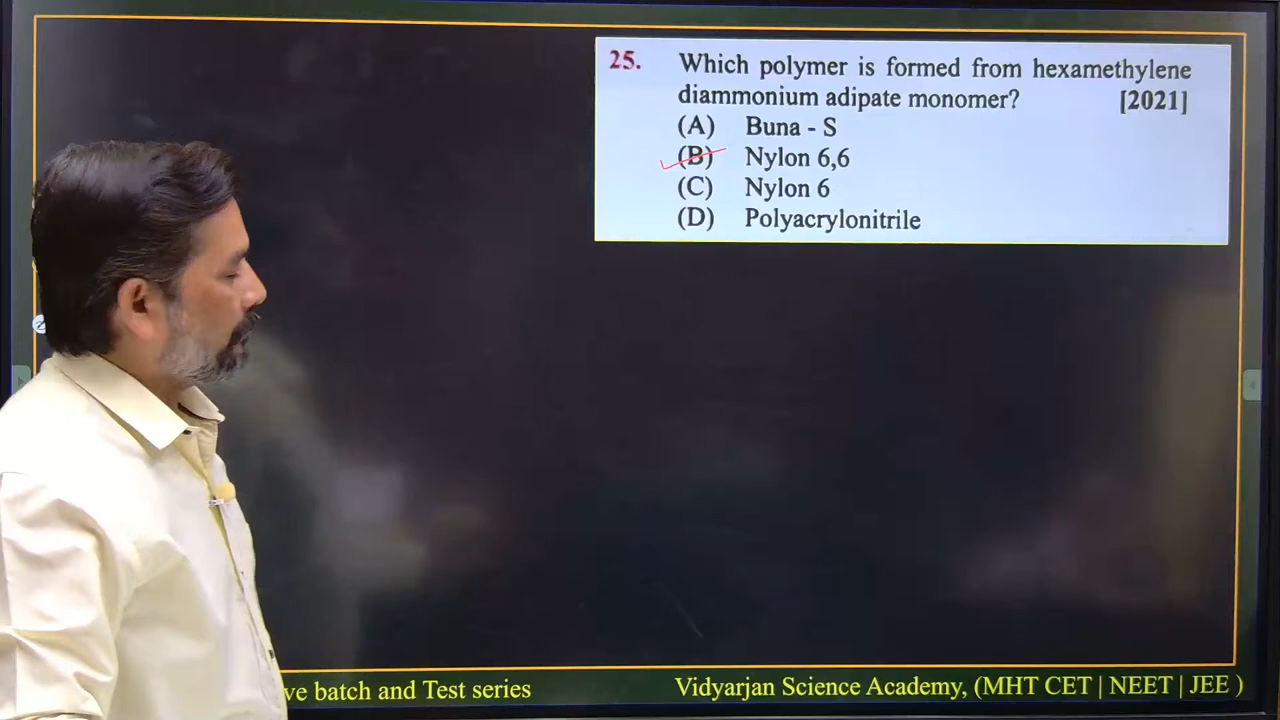 25. Which polymer is formed from hexamethylene
diammonium adipate monomer? [2021]
(A) Buna - S
(B) Nylon 6,6
(C) Nylon 6
(D) Polyacrylonitrile
batch and Test series
Vidyarjan Science Academy, (MHT CET | NEET | JEE )